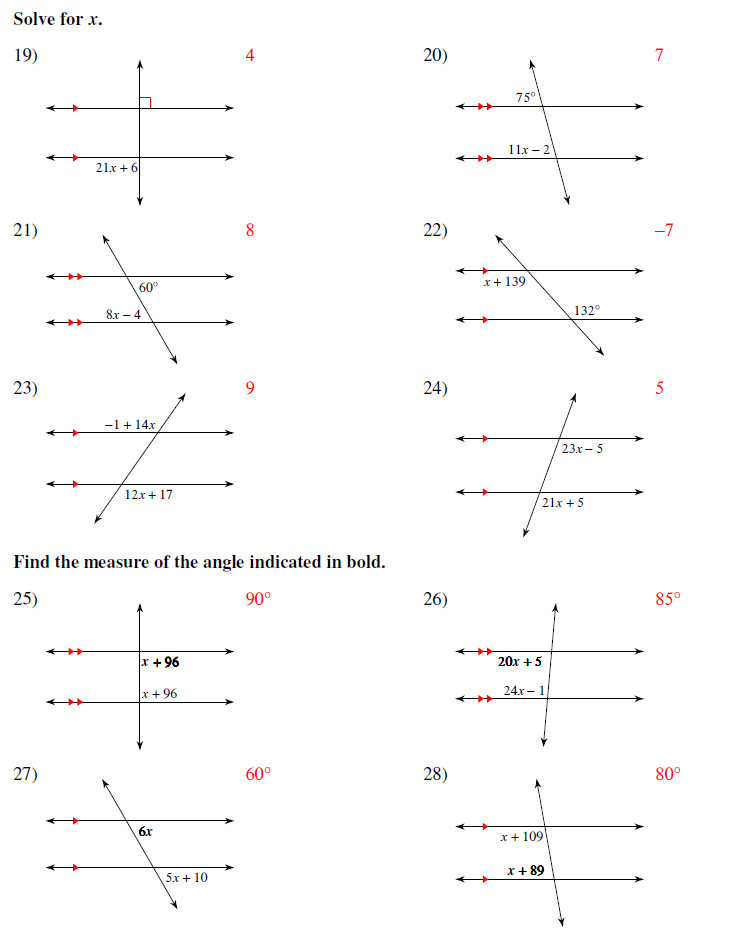 Solve for x.
19) 4
21x + 6
20) 7
75°
11x – 2
21) 8
60°
8x – 4
22) –7
x + 139
132°
23) 9
–1 + 14x
12x + 17
24) 5
23x – 5
21x + 5
Find the measure of the angle indicated in bold.
25) 90°
x + 96
x + 96
26) 85°
20x + 5
24x – 1
27) 60°
6x
5x + 10
28) 80°
x + 109
x + 89